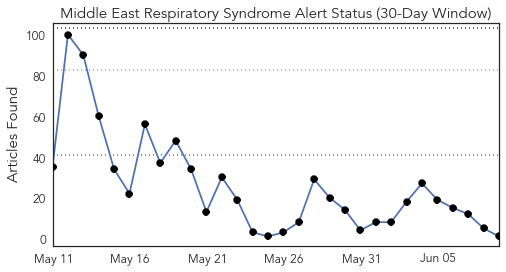 Middle East Respiratory Syndrome Alert Status (30-Day Window)
100
80
60
40
20
0
Articles Found
May 11 May 16 May 21 May 26 May 31 Jun 05